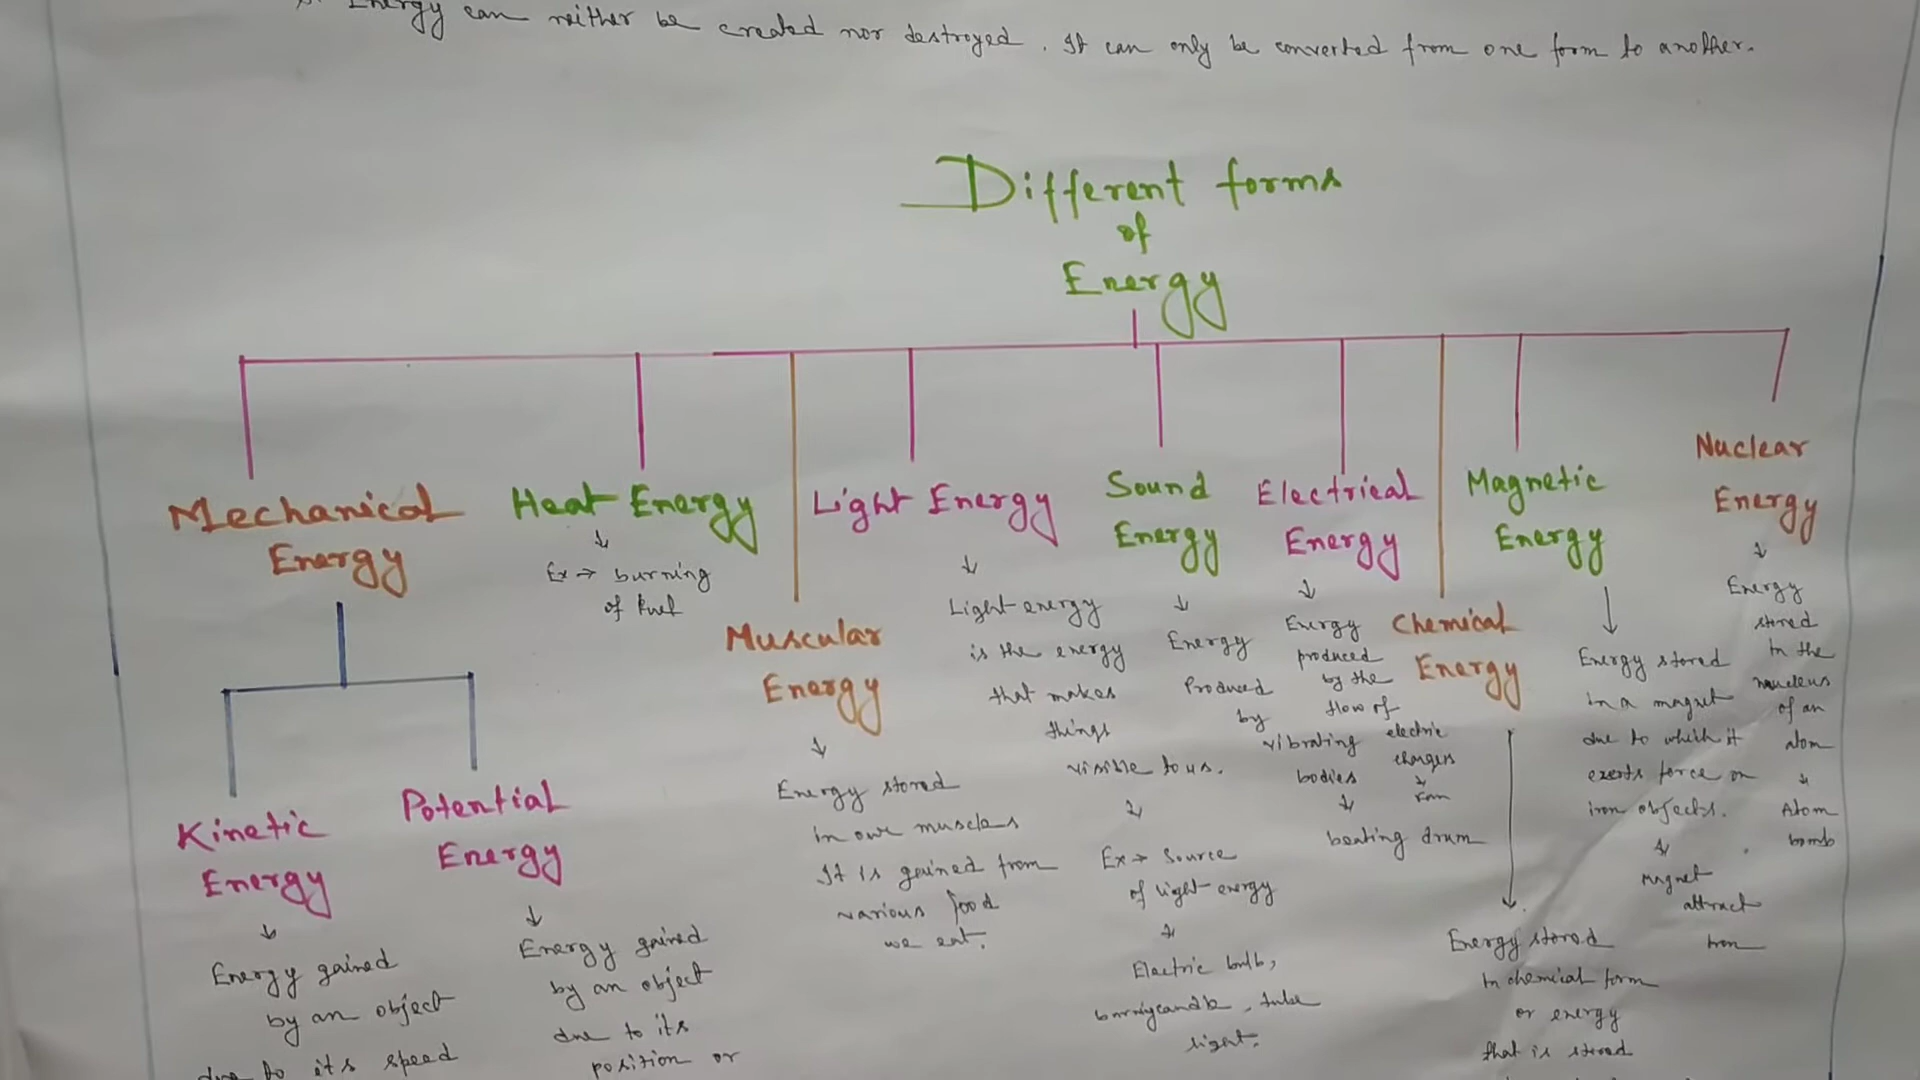 Energy can neither be created nor destroyed. It can only be converted from one form to another.
Different forms
of
Energy
Mechanical
Energy
Kinetic
Energy
Energy gained
by an object
due to it's speed
Potential
Energy
Energy gained
by an object
due to it's
position or
Heat Energy
Ex → burning
of fuel
Muscular
Energy
Energy stored
in our muscles
It is gained from
various food
we eat.
Light Energy
Light energy
is the energy
that makes
things
visible to us.
Ex → Source
of light energy
Electric bulb,
tube
light.
Sound
Energy
Energy
Produced
by
vibrating
bodies
beating drum
Electrical
Energy
Energy
produced
by the
flow of
electric
charges
Fan
Chemical
Energy
Energy stored
In chemical form
or energy
that is stored
Magnetic
Energy
Energy stored
in a magnet
due to which it
exerts force on
iron objects.
Magnet
attract
iron
Nuclear
Energy
Energy
stored
In the
nucleus
of an
atom
Atom
bomb